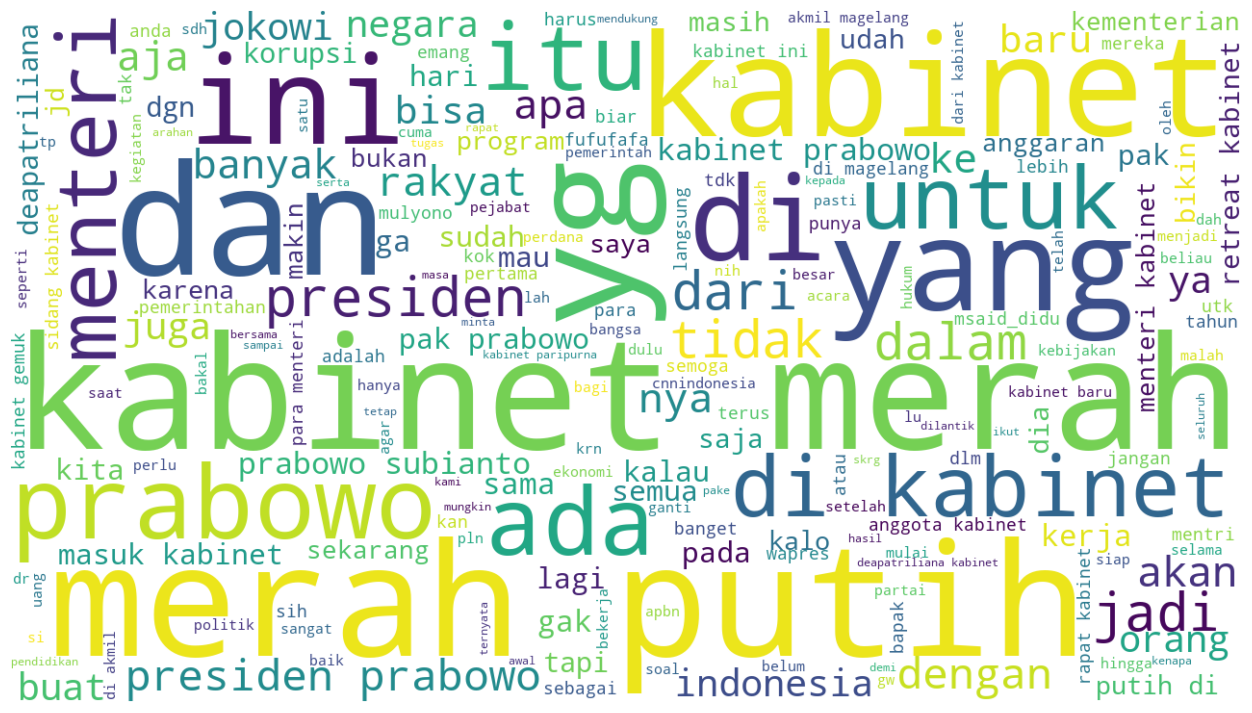 kabinet merah
merah putih
kabinet
yang
dan
yg
ini
itu
di
untuk
menteri
prabowo
ada
di kabinet
presiden
presiden prabowo
tidak
dalam
dari
nya
jadi
akan
dengan
indonesia
orang
rakyat
banyak
bisa
apa
negara
jokowi
aja
korupsi
hari
emang
harus
mendukung
masih
kabinet ini
hal
akmil magelang
udah
baru
kementerian
mereka
dari kabinet
oleh
retreat kabinet
anda
sdh
tak
jd
deapatriliana
dgn
tp
kegiatan
arahan
satu
cuma
tugas
rapat
program
fufufafa
biar
pemerintah
kabinet prabowo
di magelang
ke
anggaran
lebih
pak
bikin
bukan
serta
mulyono
pejabat
ga
makin
sudah
perdana
kok
mau
saya
pertama
tdk
langsung
kepada
apakah
pasti
punya
telah
dah
menjadi
beliau
menteri kabinet
ya
utk
tahun
seperti
sidang kabinet
karena
pemerintahan
masa
lah
nih
besar
acara
para
hukum
msaid_didu
juga
bersama
sampai
para menteri
minta
pak prabowo
bangsa
kabinet paripurna
dulu
semoga
kebijakan
malah
kabinet gemuk
bakal
adalah
saat
hanya
tetap
agar
bagi
cnnindonesia
kabinet baru
terus
lu
dilantik
ikut
dia
seluruh
saja
krn
kita
perlu
prabowo subianto
ekonomi
kalau
skrg
atau
dlm
jangan
kami
sama
semua
pake
setelah
mungkin
ganti
kan
banget
anggota kabinet
masuk kabinet
sekarang
pln
pada
kalo
wapres
hasil
mulai
kerja
mentri
selama
deapatriliana kabinet
siap
dr
uang
lagi
partai
rapat kabinet
si
politik
sih
sangat
ternyata
gak
bekerja
apbn
bapak
pendidikan
di akmil
baik
awal
tapi
soal
belum
demi
gw
hingga
kenapa
buat
sebagai
putih di